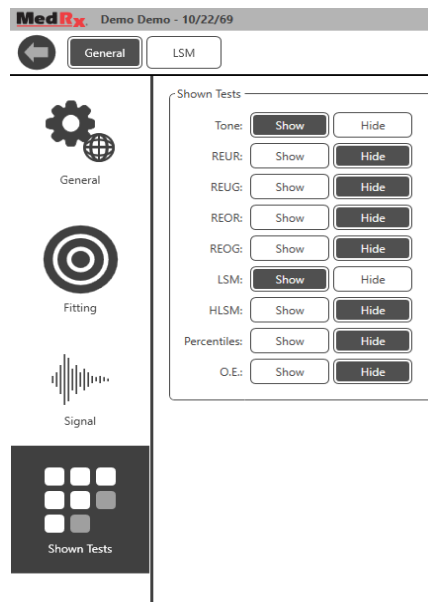 MedRx. Demo Demo - 10/22/69
General LSM
General
Fitting
Signal
Shown Tests
Shown Tests
Tone: Show Hide
REUR: Show Hide
REUG: Show Hide
REOR: Show Hide
REOG: Show Hide
LSM: Show Hide
HLSM: Show Hide
Percentiles: Show Hide
O.E.: Show Hide